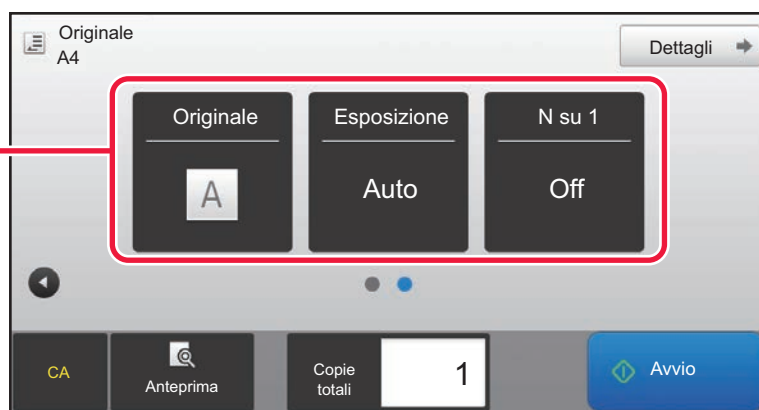 Originale
A4
Dettagli
Originale
Esposizione
N su 1
A
Auto
Off
CA
Anteprima
Copie
totali
1
Avvio